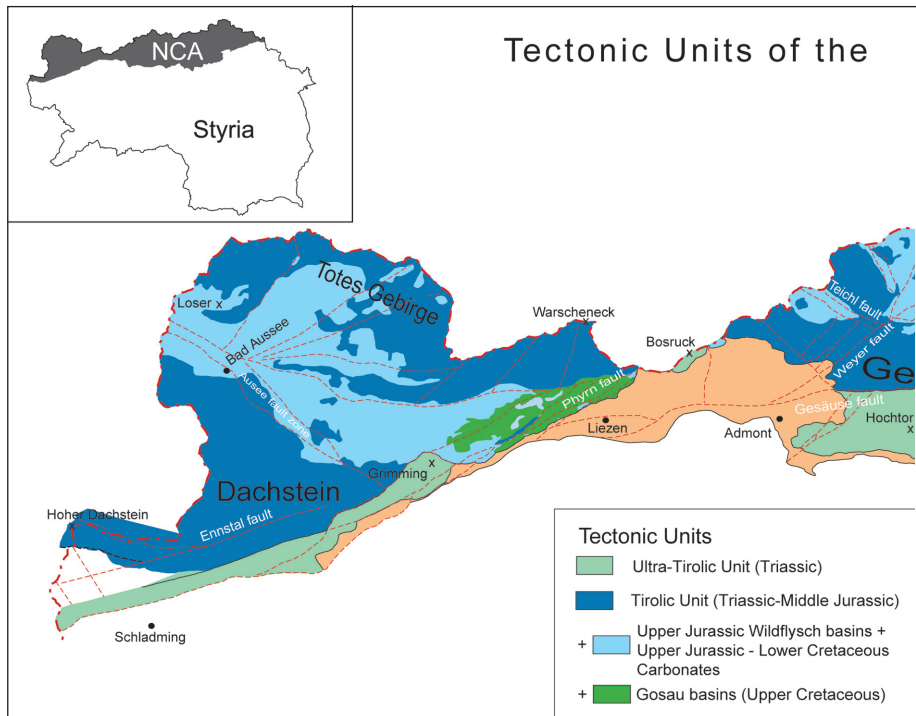 NCA
Styria
Tectonic Units of the
Totes Gebirge
Loser x
Bad Aussee
Ausee fault zone
Warscheneck
x
Bosruck
x
Teichl fault
Weyer fault
Ge
Phyrn fault
Gesäuse fault
Liezen
Admont
Hochtor
x
Grimming
x
Dachstein
Hoher Dachstein
x
Ennstal fault
Schladming
Tectonic Units
Ultra-Tirolic Unit (Triassic)
Tirolic Unit (Triassic-Middle Jurassic)
+ Upper Jurassic Wildflysch basins +
Upper Jurassic - Lower Cretaceous
Carbonates
+ Gosau basins (Upper Cretaceous)